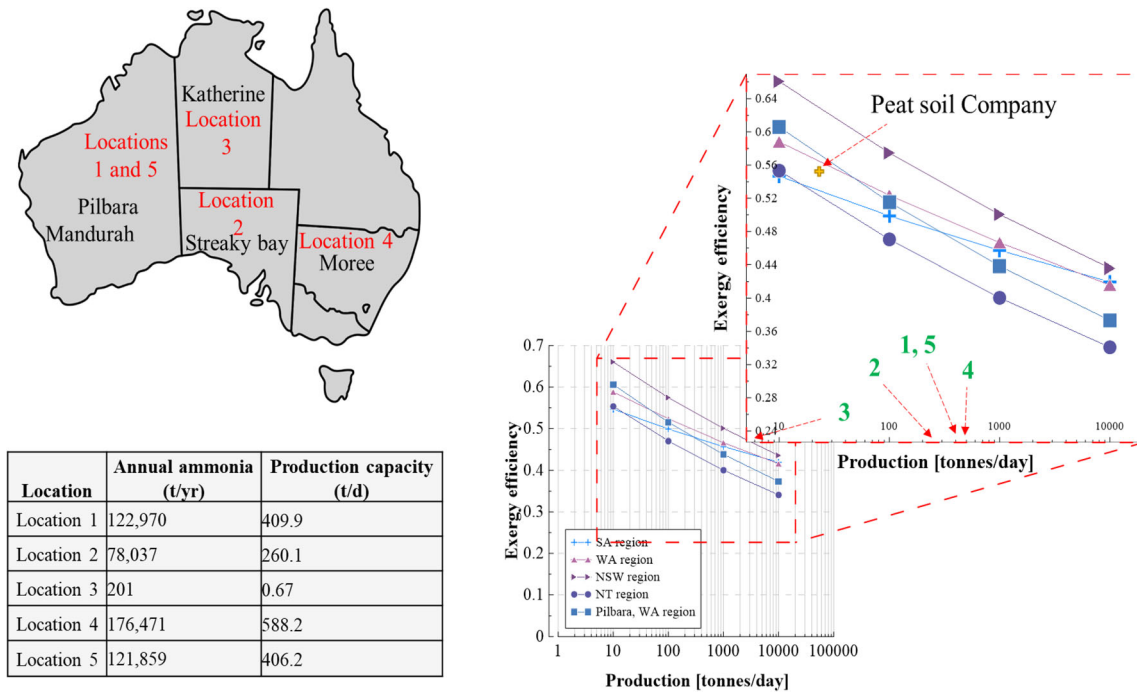 Katherine
Location
3
Locations
1 and 5
Pilbara
Mandurah
Location
2
Streaky bay
Location 4
Moree
Location
Annual ammonia
(t/yr)
Production capacity
(t/d)
Location 1 122,970 409.9
Location 2 78,037 260.1
Location 3 201 0.67
Location 4 176,471 588.2
Location 5 121,859 406.2
Peat soil Company
Exergy efficiency
0.64
0.6
0.56
0.52
0.48
0.44
0.4
0.36
0.32
0.28
0.24
10 100 1000 10000
Production [tonnes/day]
1, 5
2
4
3
Exergy efficiency
0.7
0.6
0.5
0.4
0.3
0.2
0.1
0
SA region
WA region
NSW region
NT region
Pilbara, WA region
1 10 100 1000 10000 100000
Production [tonnes/day]